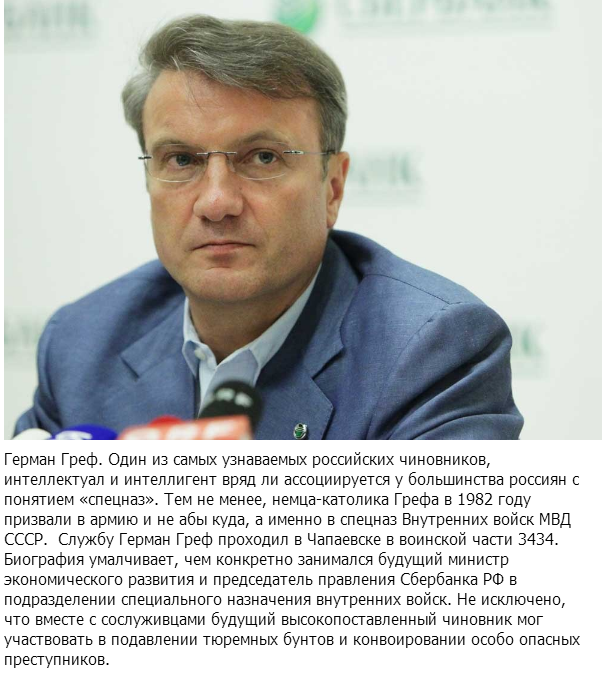 СБЕРБАНК
БАНК
Герман Греф. Один из самых узнаваемых российских чиновников,
интеллектуал и интеллигент вряд ли ассоциируется у большинства россиян с
понятием «спецназ». Тем не менее, немца-католика Грефа в 1982 году
призвали в армию и не абы куда, а именно в спецназ Внутренних войск МВД
СССР.  Службу Герман Греф проходил в Чапаевске в воинской части 3434.
Биография умалчивает, чем конкретно занимался будущий министр
экономического развития и председатель правления Сбербанка РФ в
подразделении специального назначения внутренних войск. Не исключено,
что вместе с сослуживцами будущий высокопоставленный чиновник мог
участвовать в подавлении тюремных бунтов и конвоировании особо опасных
преступников.